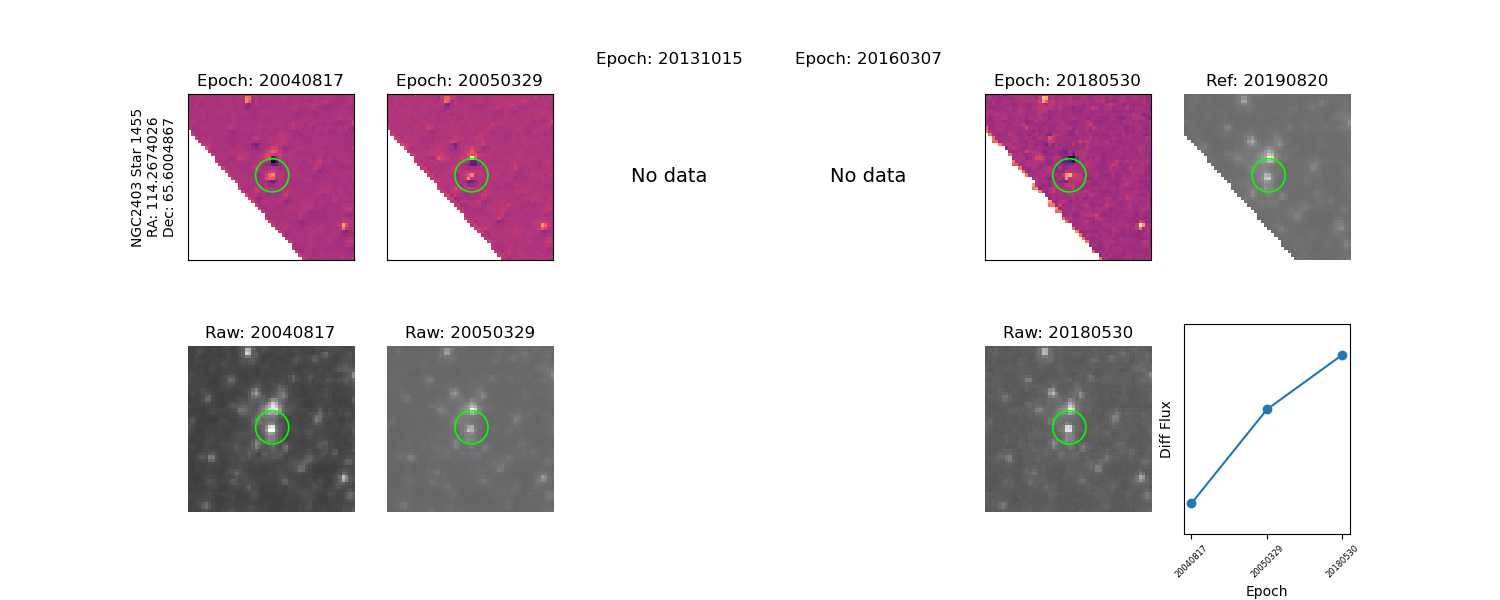 Epoch: 20040817
Epoch: 20050329
Epoch: 20131015
Epoch: 20160307
Epoch: 20180530
Ref: 20190820
NGC2403 Star 1455
RA: 114.2674026
Dec: 65.6004867
No data
No data
Raw: 20040817
Raw: 20050329
Raw: 20180530
Diff Flux
20040817
20050329
20180530
Epoch